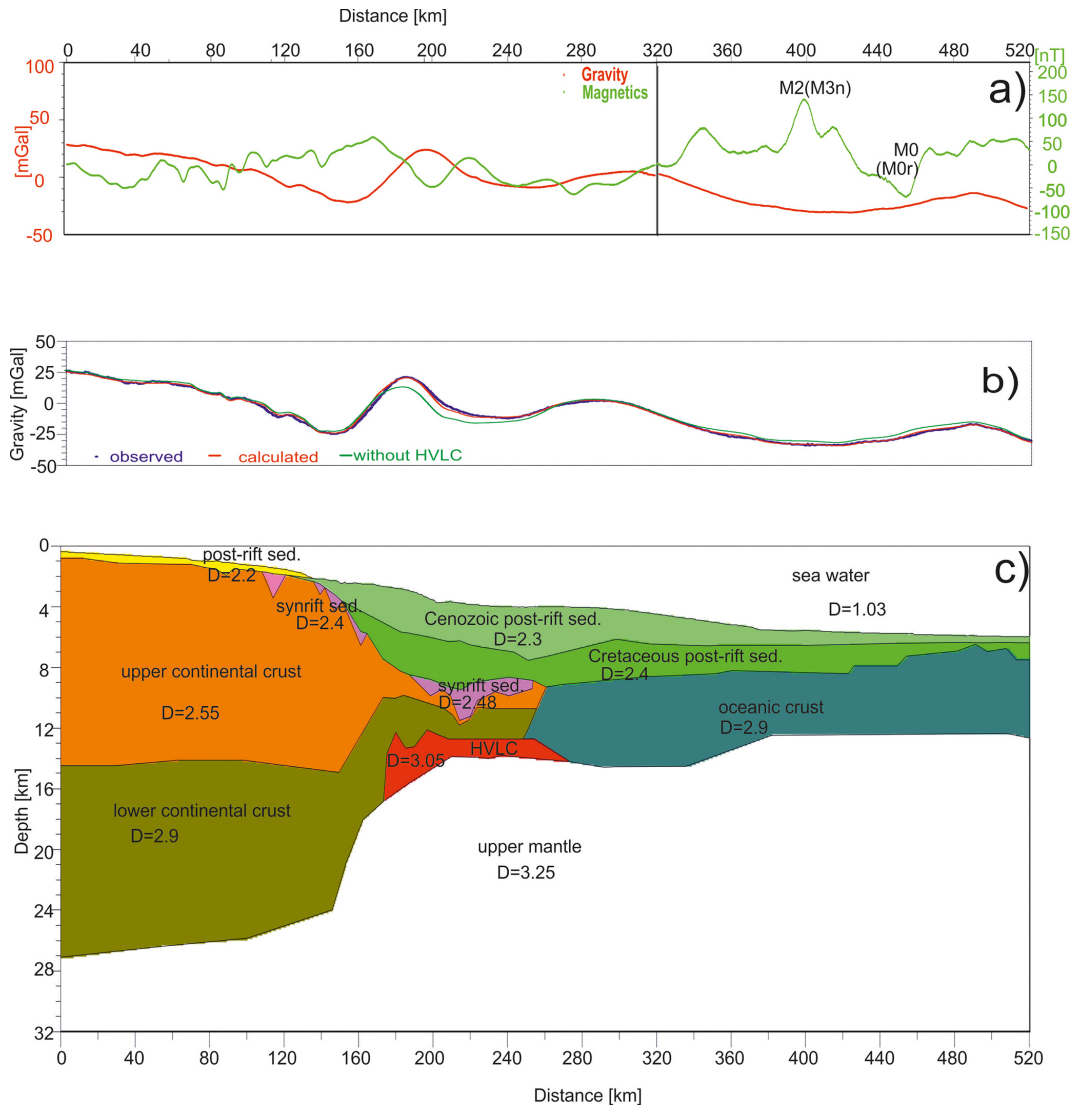 Distance [km]
0 40 80 120 160 200 240 280 320 360 400 440 480 520
[nT]
100 200
Gravity
Magnetics
a)
M2(M3n)
150
50 100
[mGal]
50
M0
(M0r)
0 0
-50
-100
-50 -150
Gravity [mGal]
50
25
0
-25
-50
b)
observed calculated without HVLC
0
post-rift sed.
D=2.2
c)
sea water
D=1.03
synrift sed.
D=2.4
4
Cenozoic post-rift sed.
D=2.3
Cretaceous post-rift sed.
D=2.4
upper continental crust
D=2.55
8
synrift sed.
D=2.48
oceanic crust
D=2.9
12
HVLC
D=3.05
16
Depth [km]
lower continental crust
D=2.9
20
upper mantle
D=3.25
24
28
32
0 40 80 120 160 200 240 280 320 360 400 440 480 520
Distance [km]